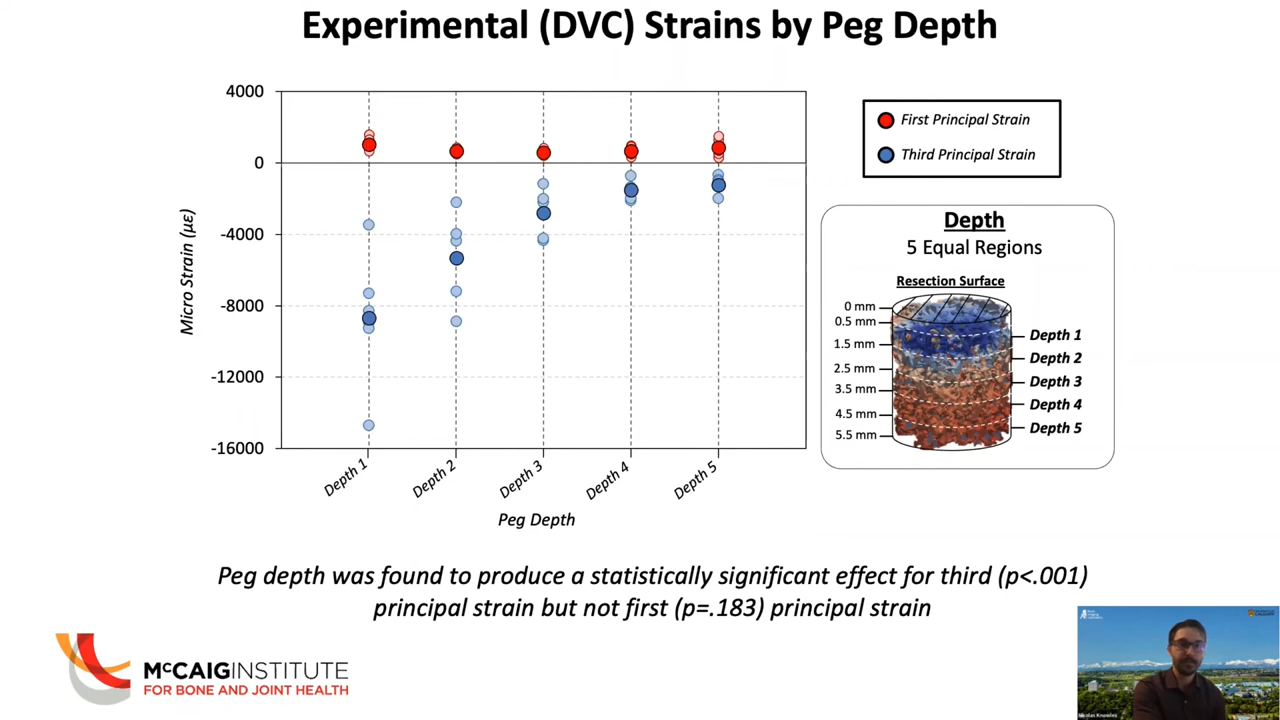 Experimental (DVC) Strains by Peg Depth
4000
0
-4000
-8000
-12000
-16000
Micro Strain (με)
Depth 1
Depth 2
Depth 3
Depth 4
Depth 5
Peg Depth
First Principal Strain
Third Principal Strain
Depth
5 Equal Regions
Resection Surface
0 mm
0.5 mm
1.5 mm
2.5 mm
3.5 mm
4.5 mm
5.5 mm
Depth 1
Depth 2
Depth 3
Depth 4
Depth 5
Peg depth was found to produce a statistically significant effect for third (p<.001)
principal strain but not first (p=.183) principal strain
McCAIG INSTITUTE
FOR BONE AND JOINT HEALTH
Nicolas Knowles